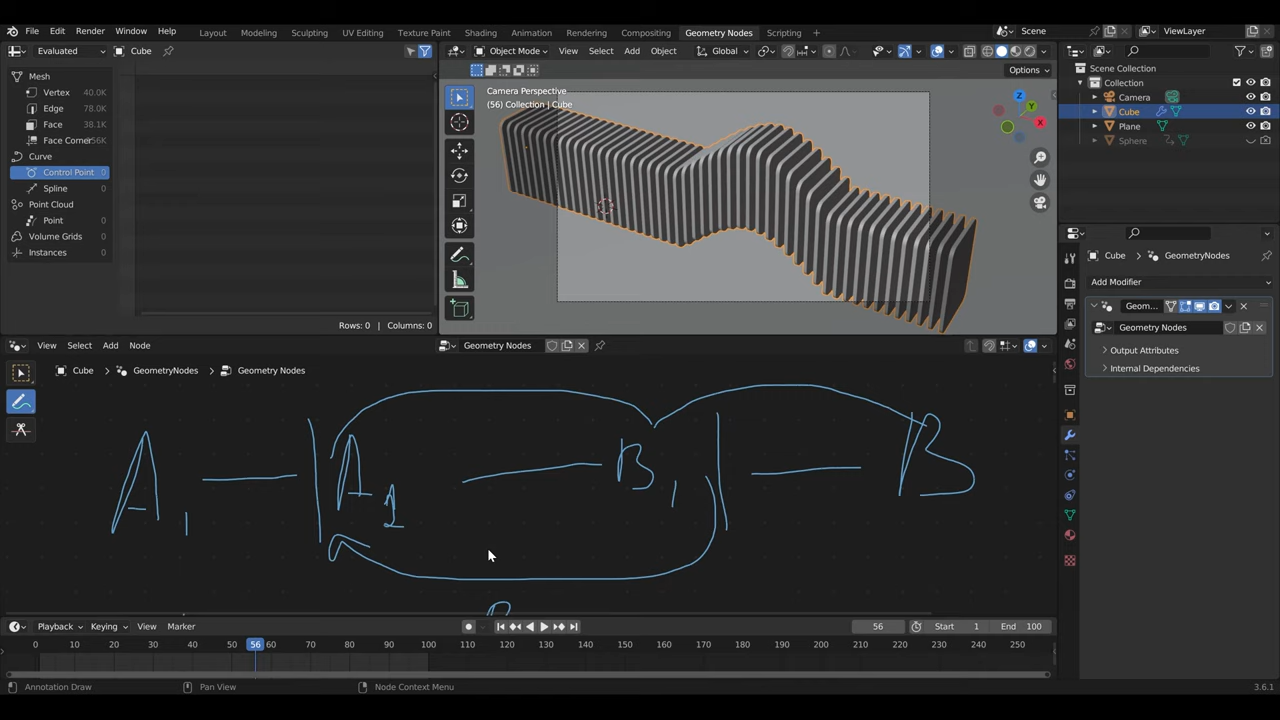 File Edit Render Window Help Layout Modeling Sculpting UV Editing Texture Paint Shading Animation Rendering Compositing Geometry Nodes Scripting + Scene ViewLayer
Evaluated Cube Object Mode View Select Add Object Global
Options
Mesh
Vertex 40.0K
Edge 78.0K
Face 38.1K
Face Corner 156K
Curve
Control Point 0
Spline 0
Point Cloud
Point 0
Volume Grids
Instances 0
Rows: 0 | Columns: 0
Camera Perspective
(56) Collection | Cube
Z
Y
X
Scene Collection
Collection
Camera
Cube
Plane
Sphere
Cube > GeometryNodes
Add Modifier
Geom...
Geometry Nodes
Output Attributes
Internal Dependencies
View Select Add Node Geometry Nodes
Cube > GeometryNodes > Geometry Nodes
A1 — | A2 — B1 | — B
Playback Keying View Marker 56 Start 1 End 100
0 10 20 30 40 50 56 60 70 80 90 100 110 120 130 140 150 160 170 180 190 200 210 220 230 240 250
Annotation Draw Pan View Node Context Menu 3.6.1